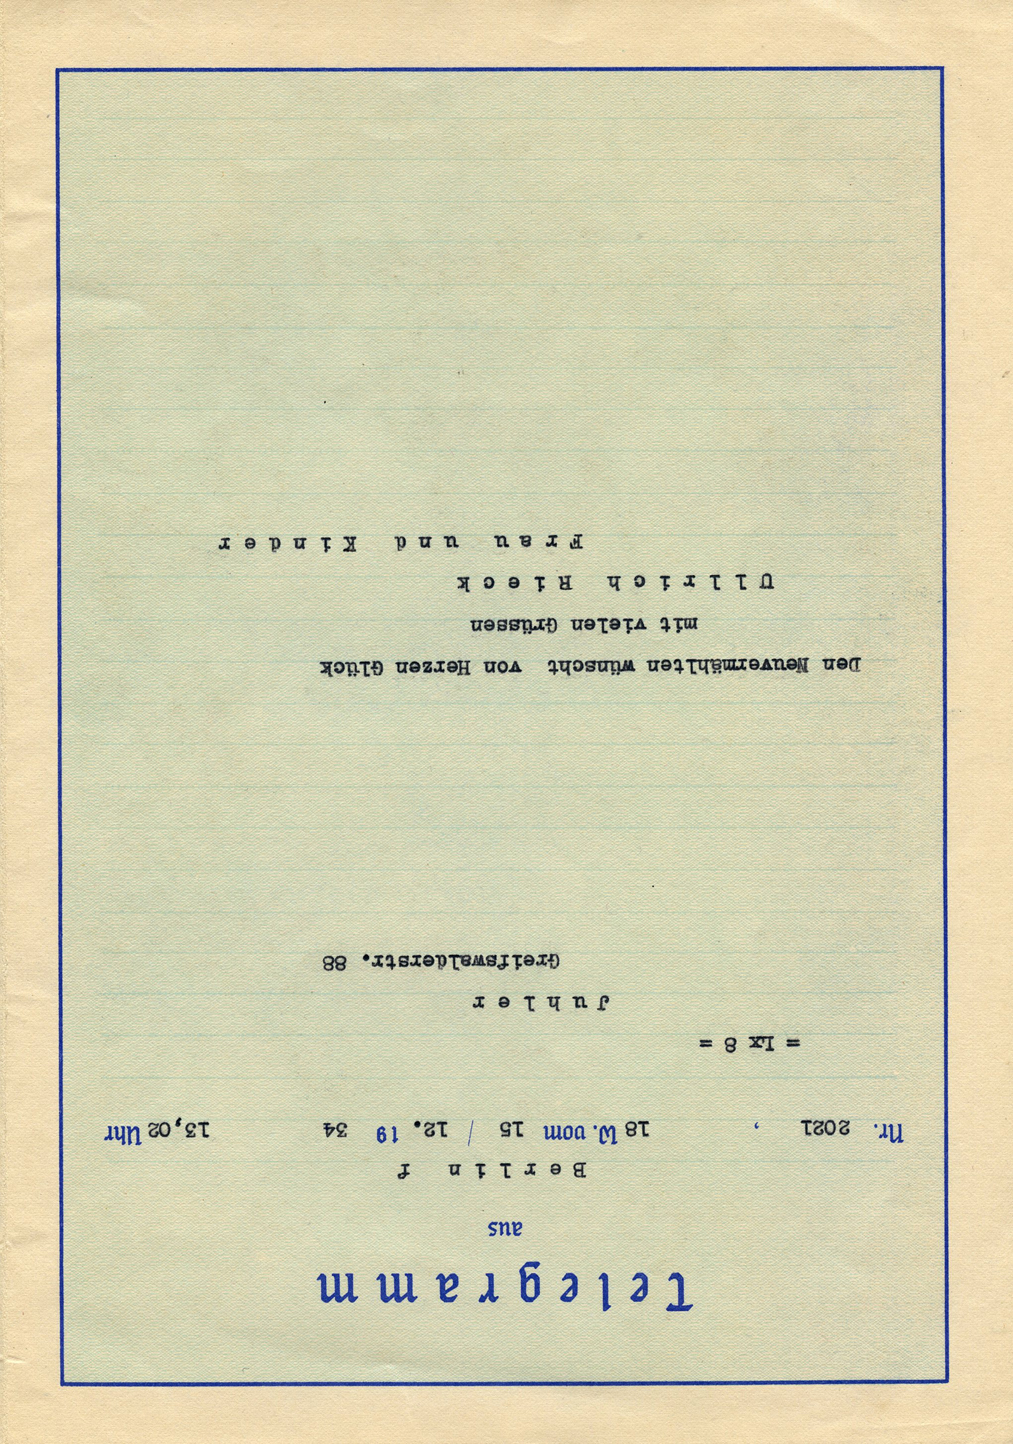 Telegramm
aus
Berlin f
Nr. 2021 , 18 W. vom 15 / 12. 19 34 13,02 Uhr
= Lx 8 =
Juhler
Greifswalderstr. 88
Den Neuvermählten wünscht von Herzen Glück
mit vielen Grüssen
Ullrich Rieck
Frau und Kinder